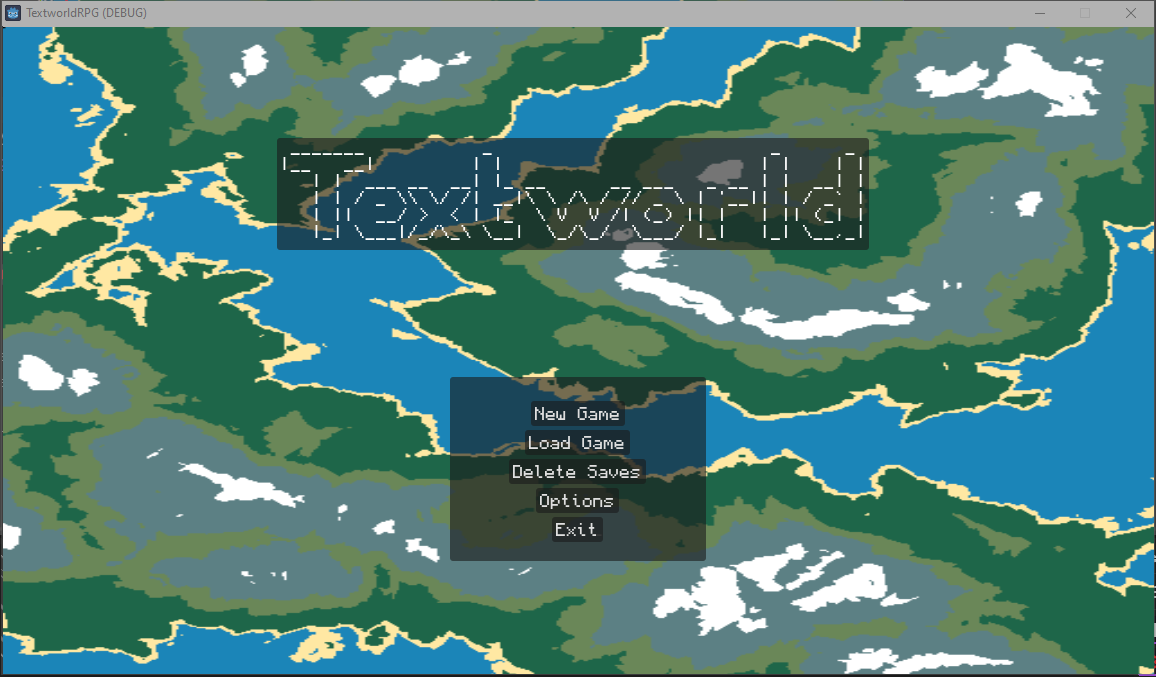 TextworldRPG (DEBUG)
Textworld
New Game
Load Game
Delete Saves
Options
Exit